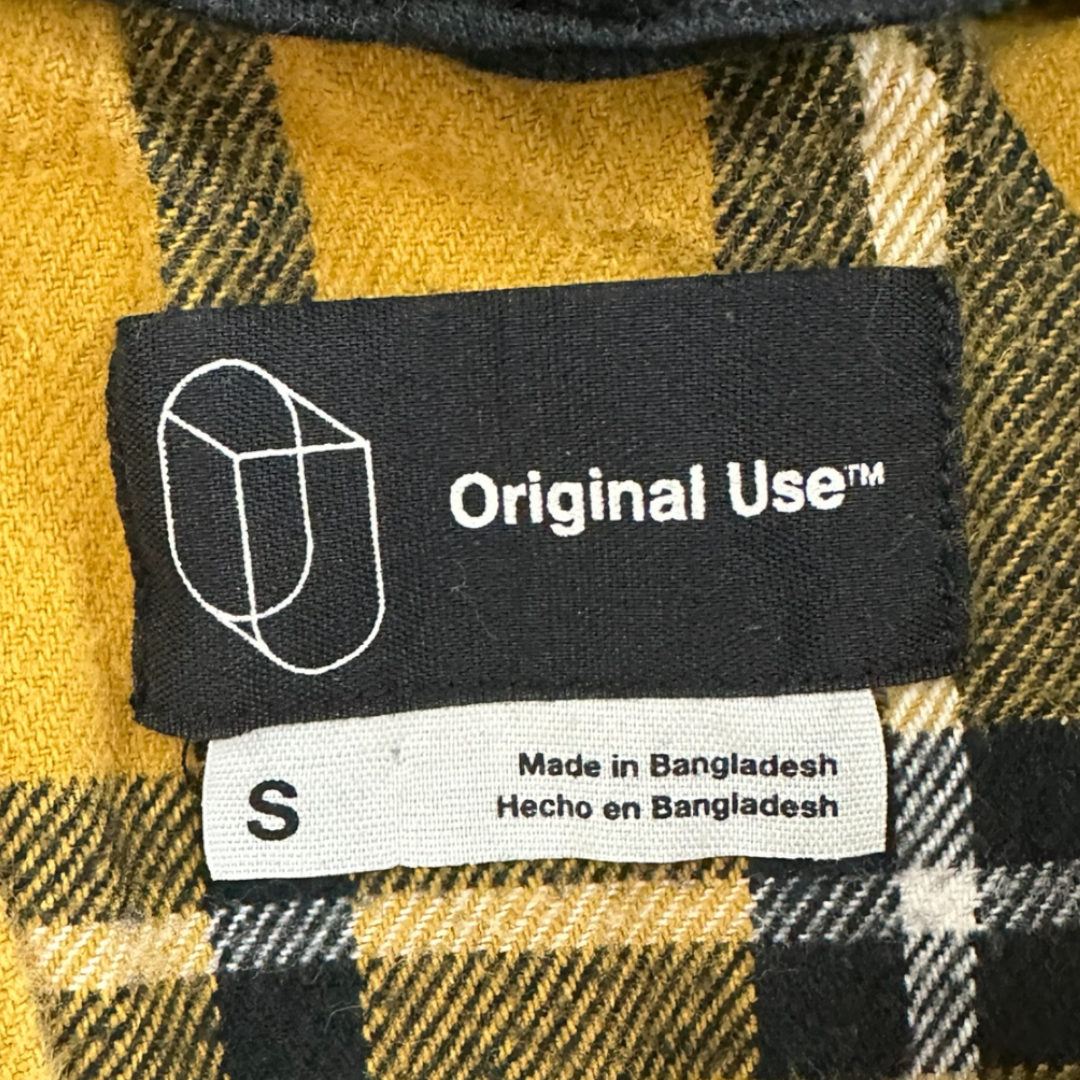 Original Use™
S
Made in Bangladesh
Hecho en Bangladesh